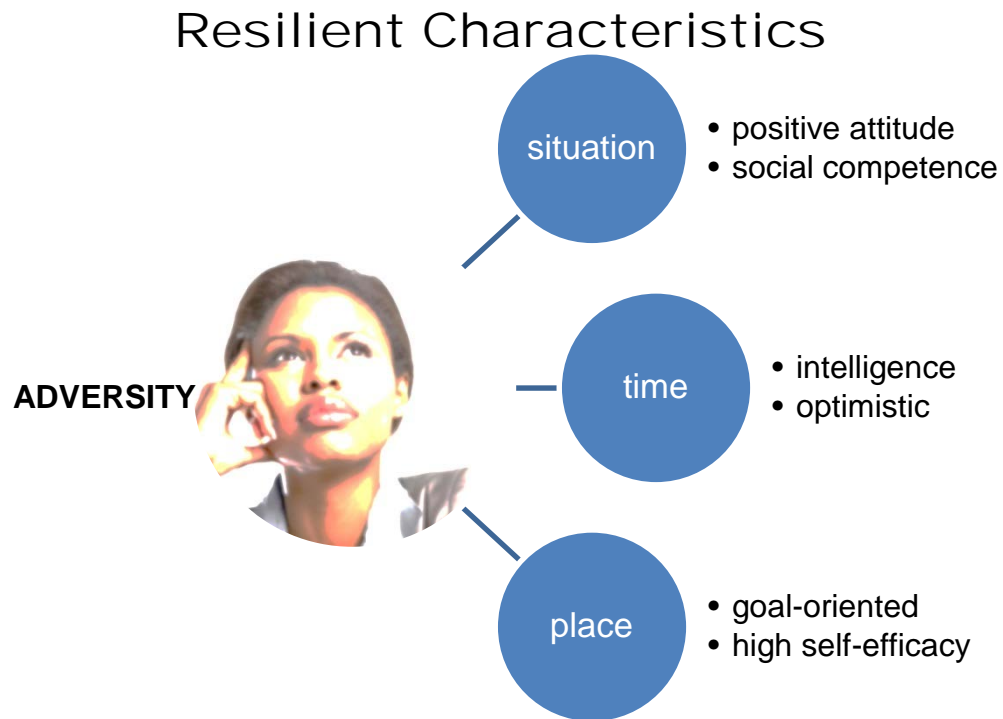 Resilient Characteristics
situation
• positive attitude
• social competence
ADVERSITY
time
• intelligence
• optimistic
place
• goal-oriented
• high self-efficacy